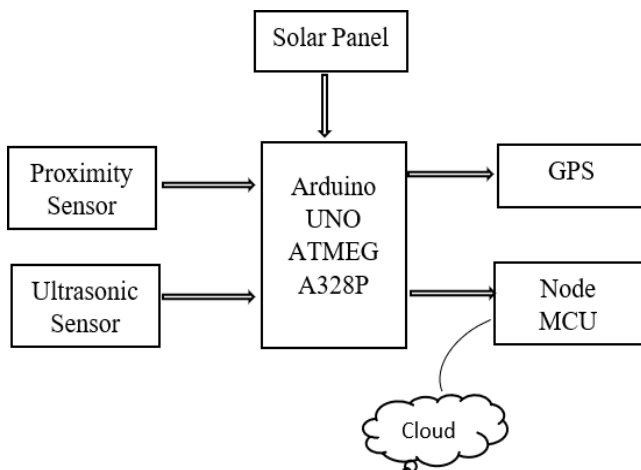 Solar Panel
Proximity
Sensor
Arduino
UNO
ATMEG
A328P
GPS
Ultrasonic
Sensor
Node
MCU
Cloud